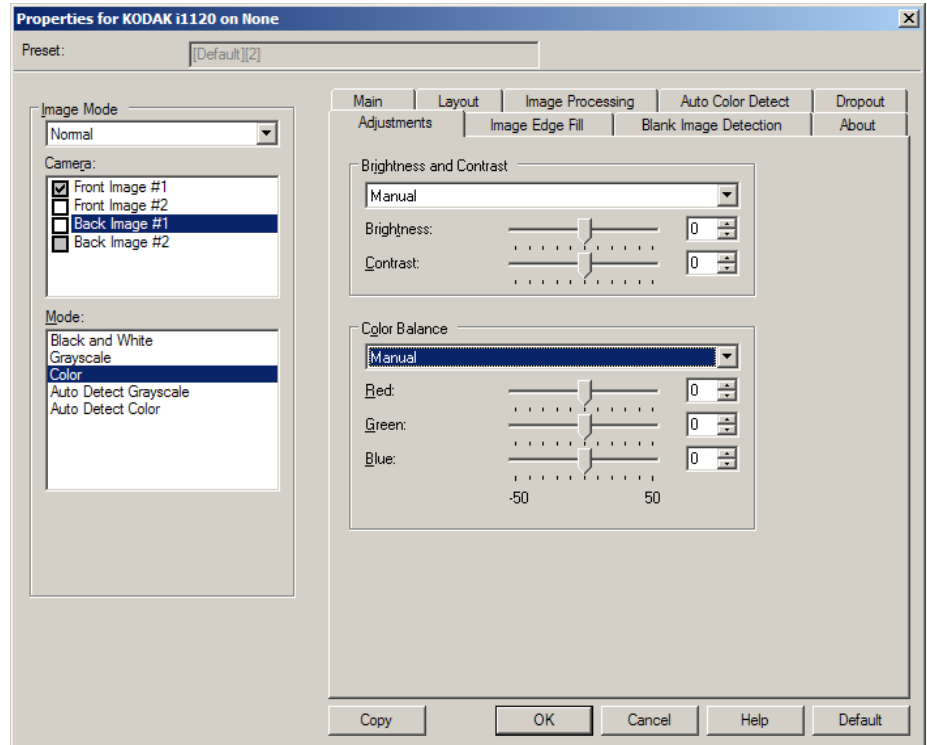 Properties for KODAK i1120 on None
Preset:
[Default][2]
Image Mode
Normal
Camera:
Front Image #1
Front Image #2
Back Image #1
Back Image #2
Mode:
Black and White
Grayscale
Color
Auto Detect Grayscale
Auto Detect Color
Main Layout Image Processing Auto Color Detect Dropout
Adjustments Image Edge Fill Blank Image Detection About
Brightness and Contrast
Manual
Brightness: 0
Contrast: 0
Color Balance
Manual
Red: 0
Green: 0
Blue: 0
-50 50
Copy OK Cancel Help Default